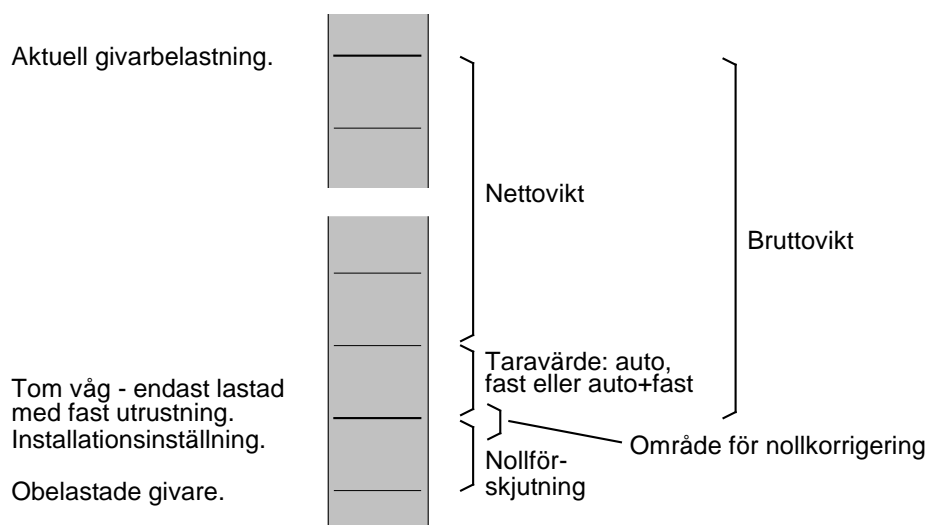 Aktuell givarbelastning.
Nettovikt
Bruttovikt
Taravärde: auto,
fast eller auto+fast
Tom våg - endast lastad
med fast utrustning.
Installationsinställning.
Område för nollkorrigering
Nollför-
skjutning
Obelastade givare.